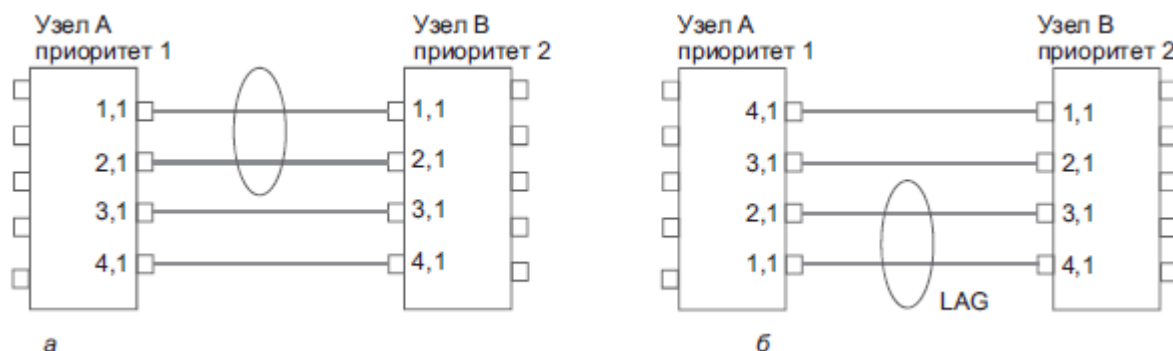 Узел А
приоритет 1
Узел В
приоритет 2
1,1
1,1
2,1
2,1
3,1
3,1
4,1
4,1
а
Узел А
приоритет 1
Узел В
приоритет 2
4,1
1,1
3,1
2,1
2,1
3,1
1,1
4,1
LAG
б